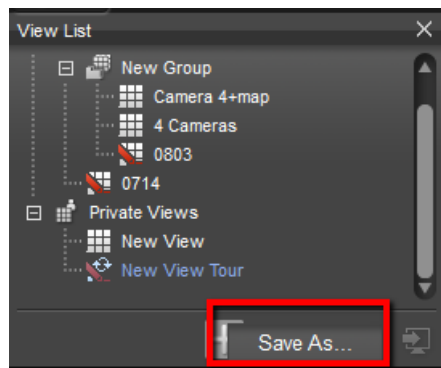 View List
New Group
Camera 4+map
4 Cameras
0803
0714
Private Views
New View
New View Tour
Save As...